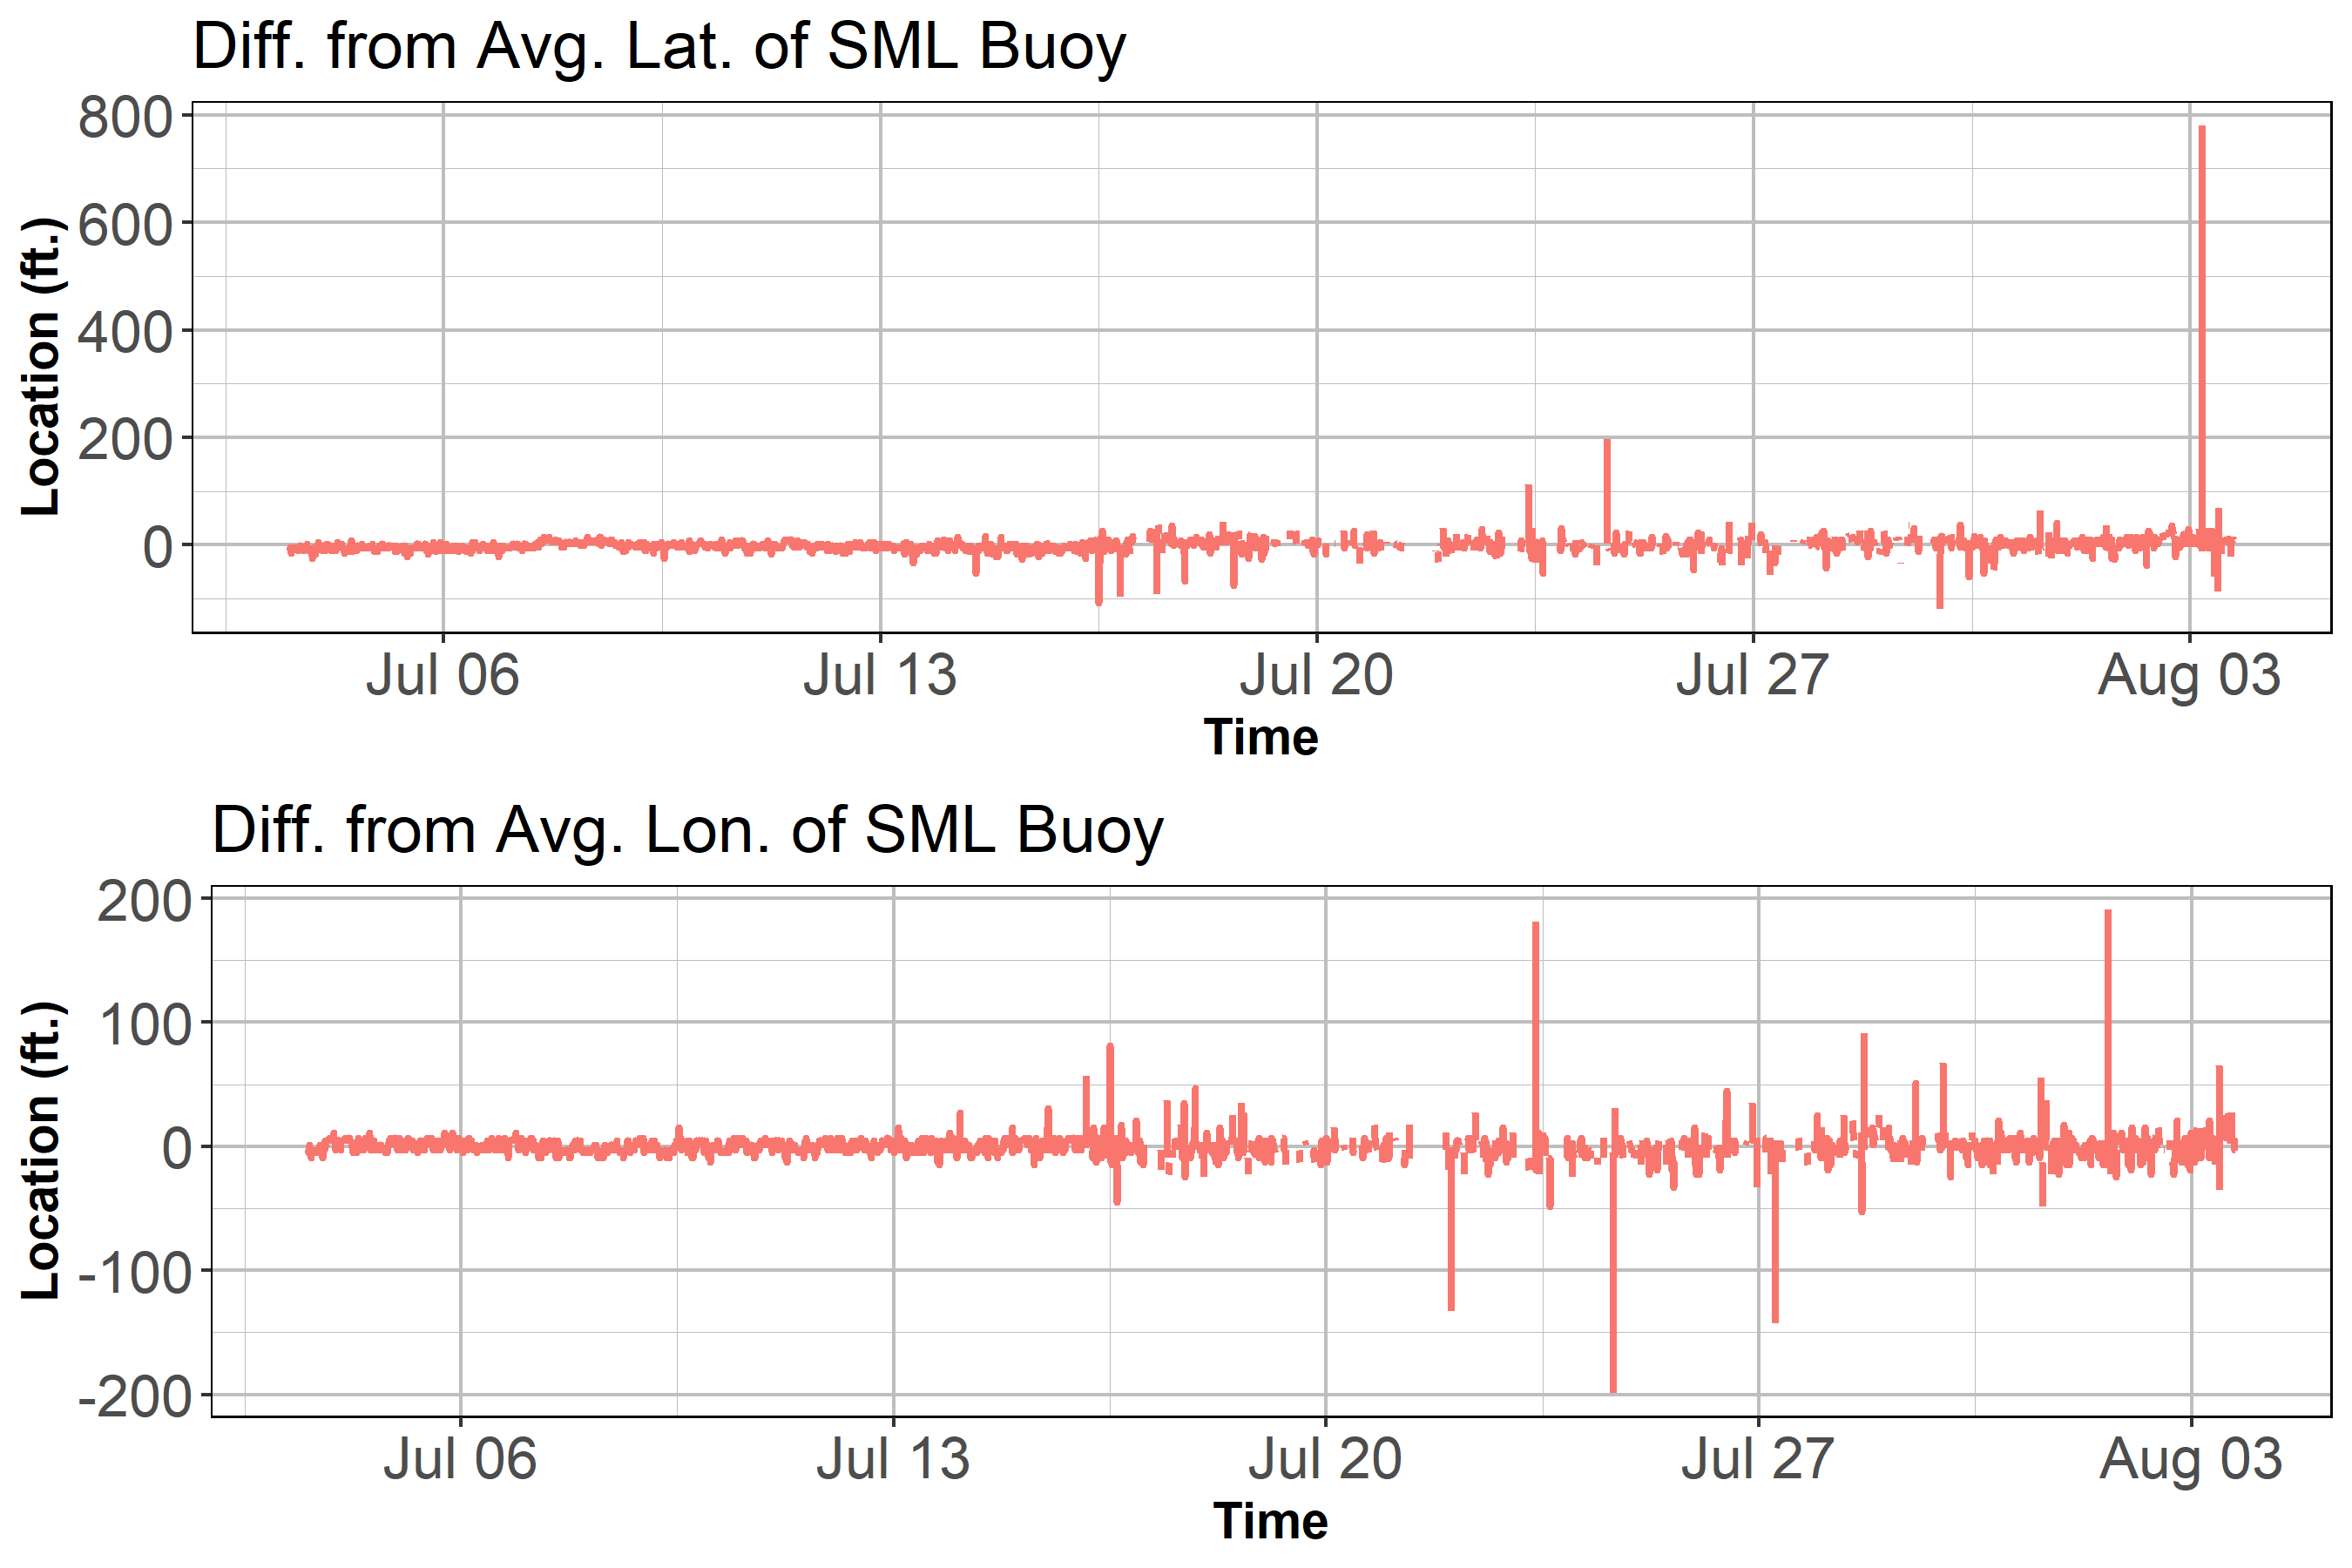 Diff. from Avg. Lat. of SML Buoy
800
600
400
200
0
Location (ft.)
Jul 06 Jul 13 Jul 20 Jul 27 Aug 03
Time
Diff. from Avg. Lon. of SML Buoy
200
100
0
-100
-200
Location (ft.)
Jul 06 Jul 13 Jul 20 Jul 27 Aug 03
Time